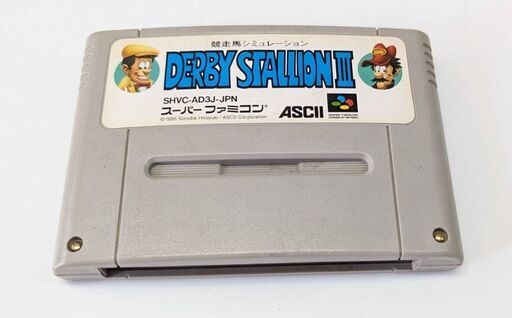 競走馬シミュレーション
DERBY STALLION III
SHVC-AD3J-JPN
スーパーファミコン
© 1995 Sonobe Hiroyuki / ASCII Corporation
ASCII
SUPER FAMICOM